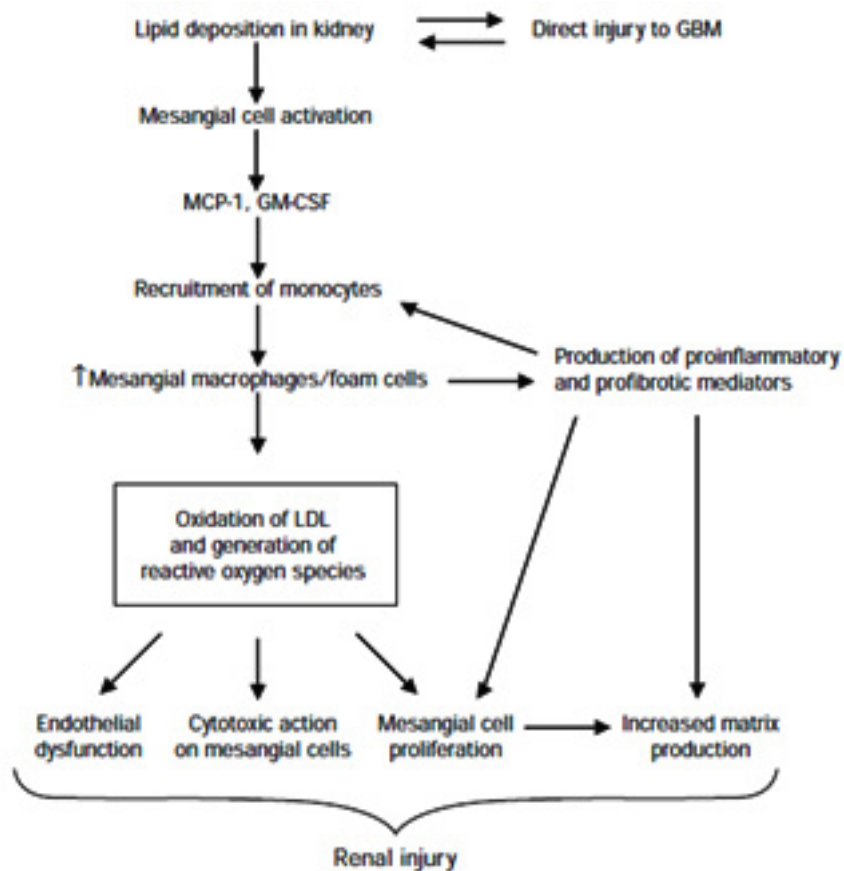 Lipid deposition in kidney
Direct injury to GBM
Mesangial cell activation
MCP-1, GM-CSF
Recruitment of monocytes
Production of proinflammatory
and profibrotic mediators
↑Mesangial macrophages/foam cells
Oxidation of LDL
and generation of
reactive oxygen species
Endothelial
dysfunction
Cytotoxic action
on mesangial cells
Mesangial cell
proliferation
Increased matrix
production
Renal injury